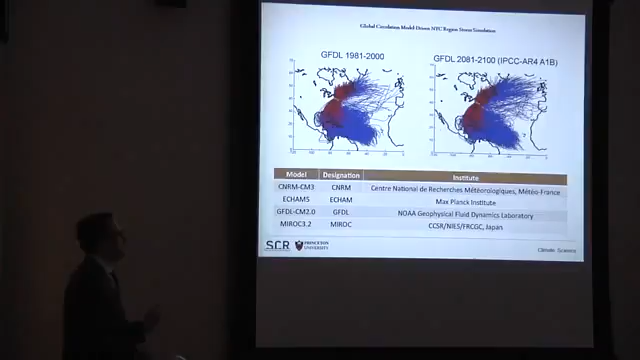 Global Circulation Model-Driven NYC Region Storm Simulation
GFDL 1981-2000
GFDL 2081-2100 (IPCC-AR4 A1B)
Model Designation Institute
CNRM-CM3 CNRM Centre National de Recherches Météorologiques, Météo-France
ECHAM5 ECHAM Max Planck Institute
GFDL-CM2.0 GFDL NOAA Geophysical Fluid Dynamics Laboratory
MIROC3.2 MIROC CCSR/NIES/FRCGC, Japan
SCR PRINCETON UNIVERSITY
Climate Science